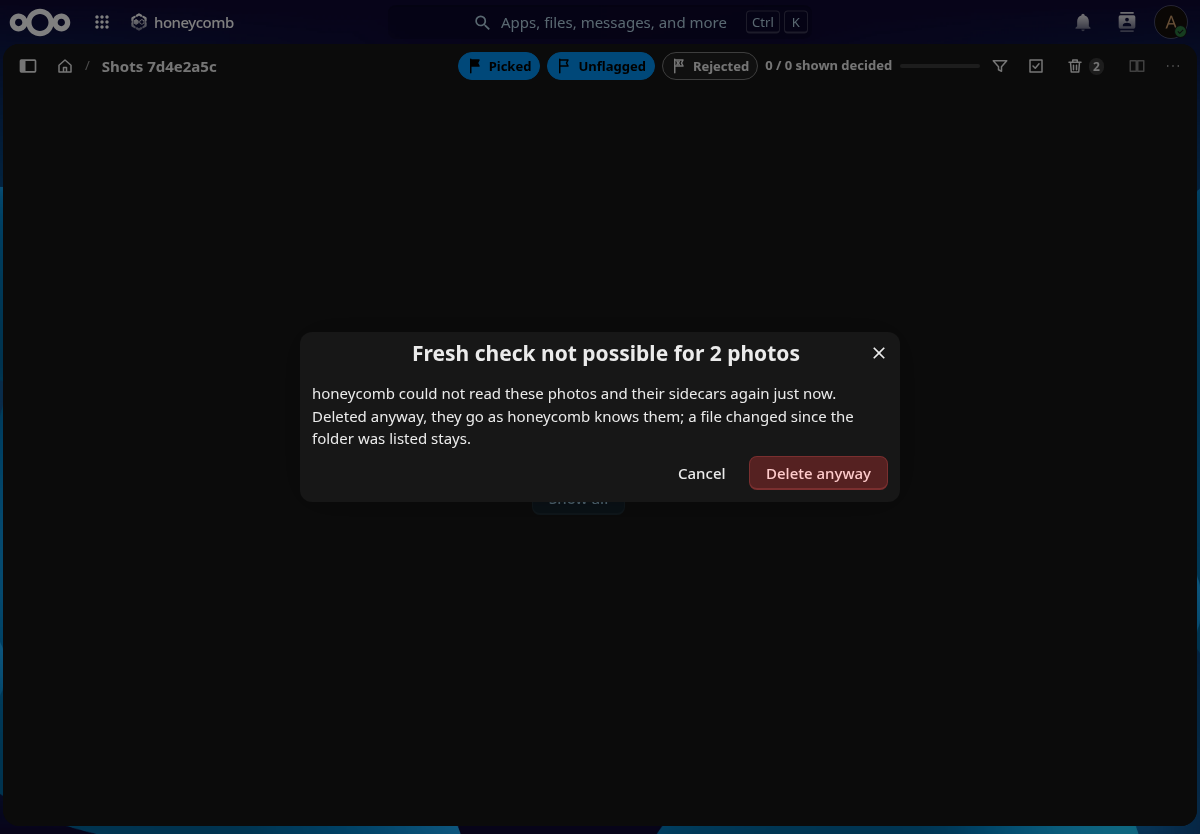 honeycomb
Apps, files, messages, and more
Ctrl K
A
/ Shots 7d4e2a5c
Picked
Unflagged
Rejected
0 / 0 shown decided
2
Fresh check not possible for 2 photos
honeycomb could not read these photos and their sidecars again just now.
Deleted anyway, they go as honeycomb knows them; a file changed since the
folder was listed stays.
Cancel
Delete anyway
Show all